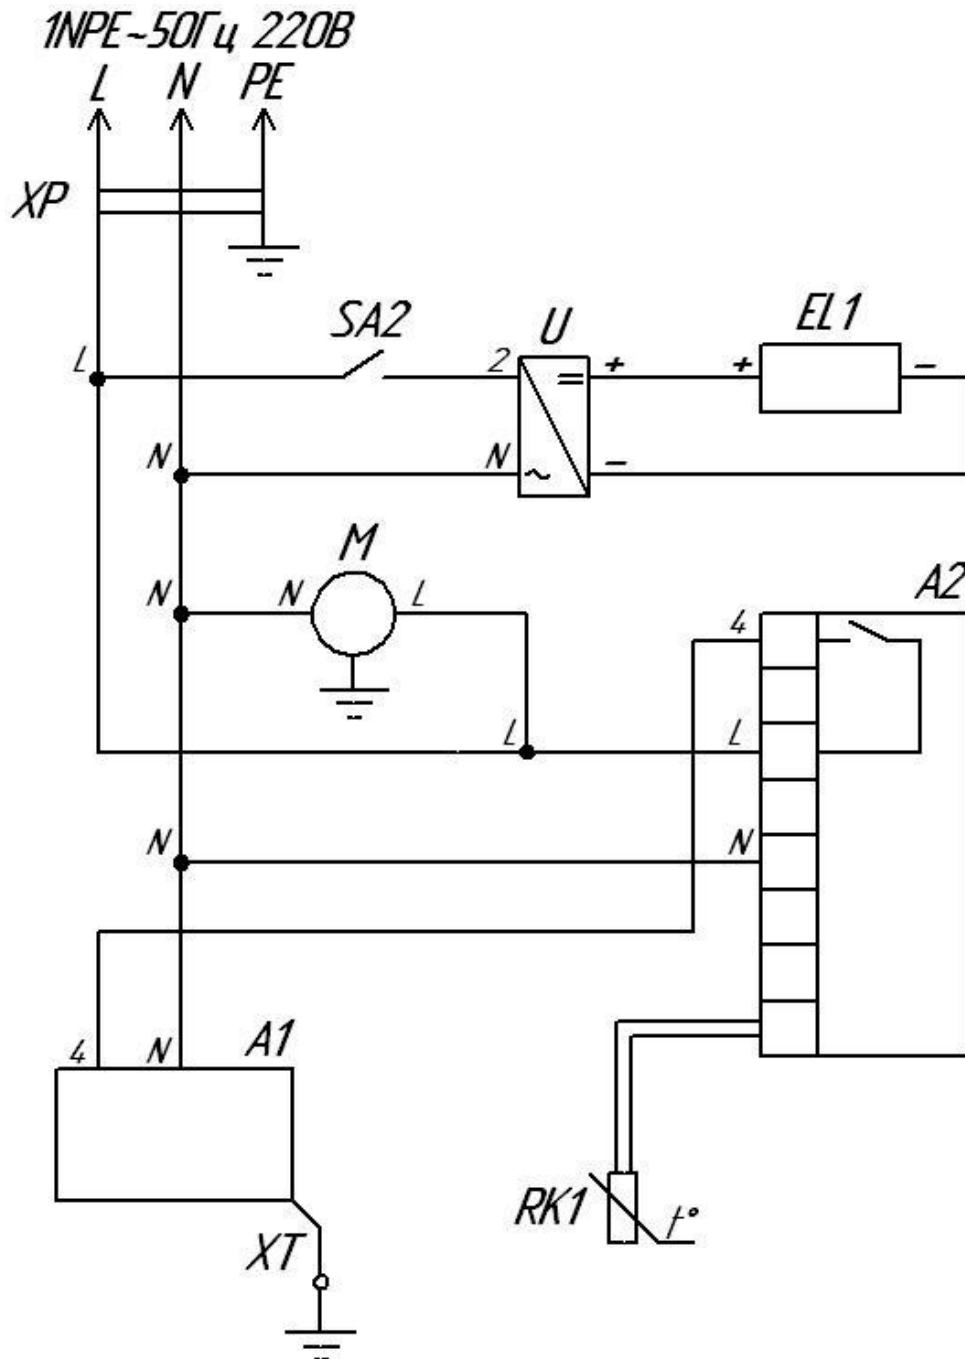 1NPE~50Гц 220В
L N PE
XP
SA2 U EL1
L 2 + + -
N N ~ = -
M A2
N N L 4
L L
N N
4 N A1
RK1 t°
XT